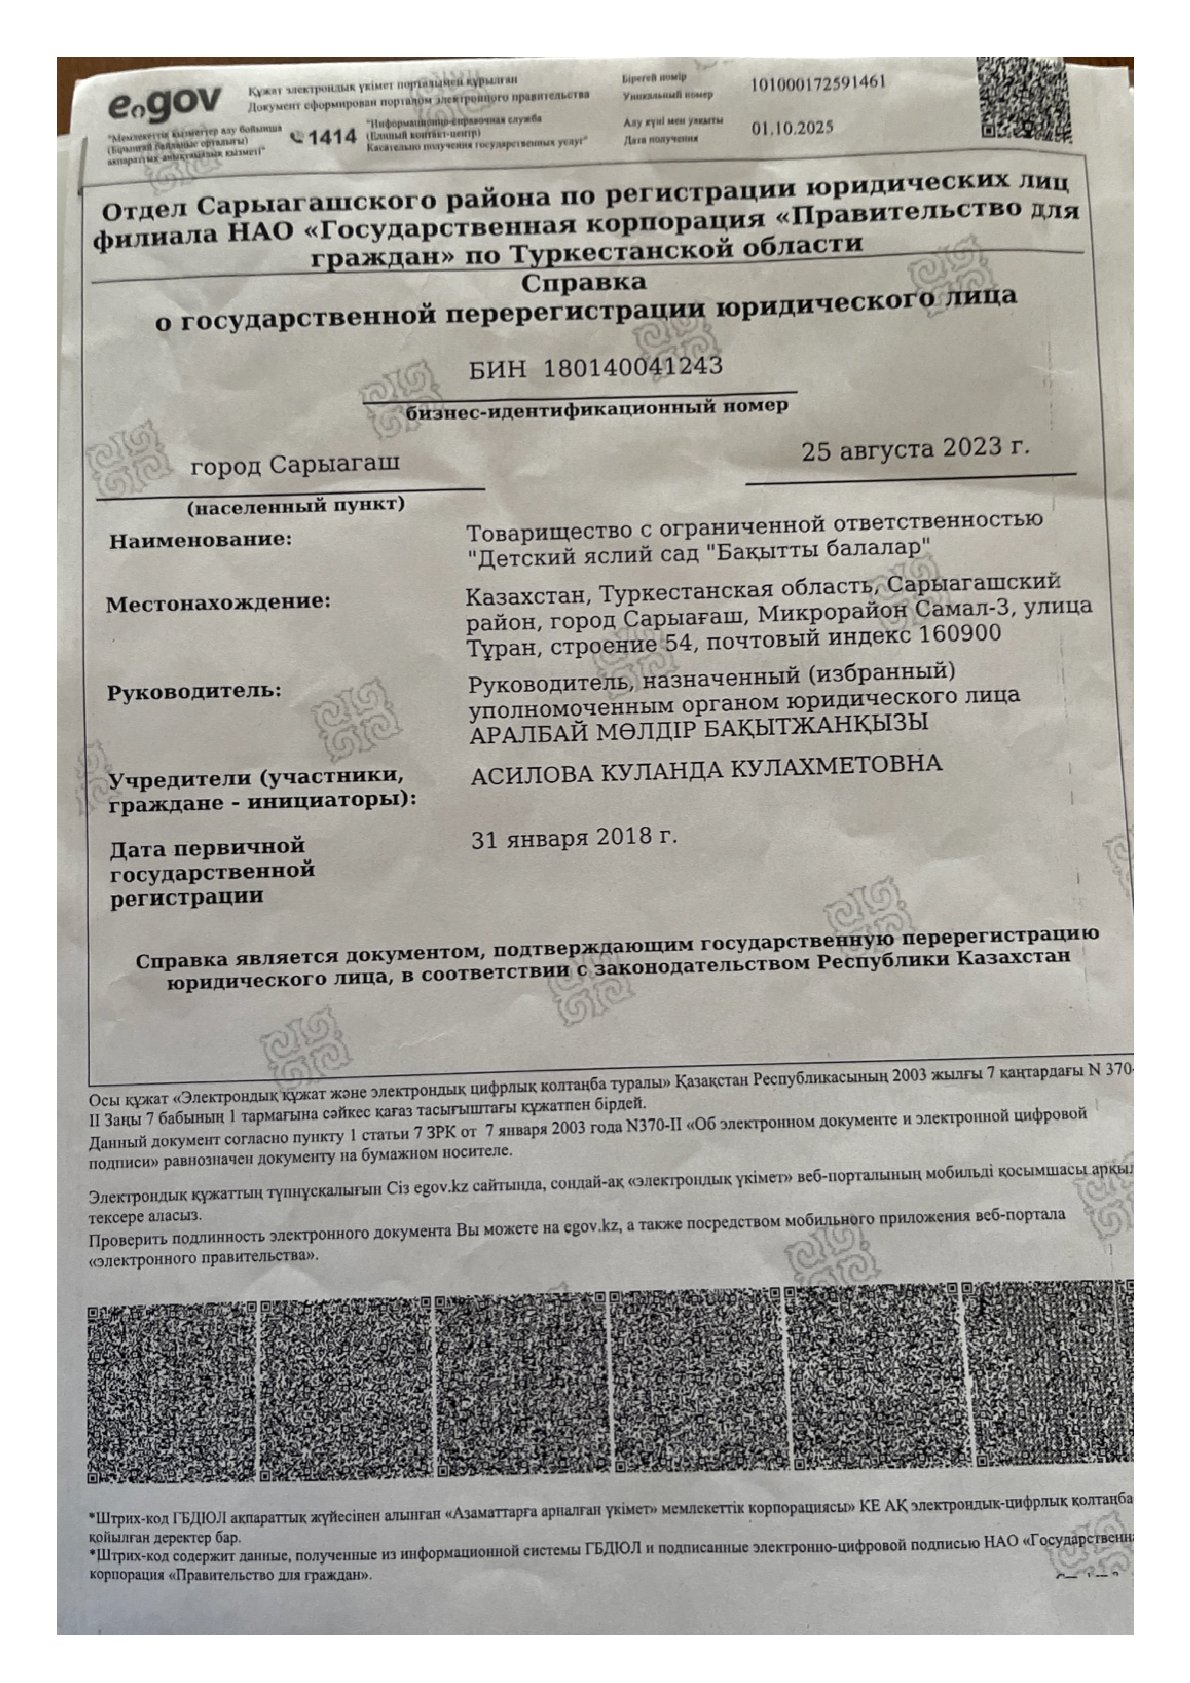 egov
Құжат электрондық үкімет порталымен құрылған
Документ сформирован порталом электронного правительства
"Мемлекеттік қызметтер алу бойынша
(Бірыңғай байланыс орталығы)
ақпараттық-анықтамалық қызметі"
1414
"Информационно-справочная служба
(Единый контакт-центр)
Касательно получения государственных услуг"
Бірегей нөмір
Уникальный номер
101000172591461
Алу күні мен уақыты
Дата получения
01.10.2025
Отдел Сарыагашского района по регистрации юридических лиц
филиала НАО «Государственная корпорация «Правительство для
граждан» по Туркестанской области
Справка
о государственной перерегистрации юридического лица
БИН 180140041243
бизнес-идентификационный номер
город Сарыагаш
25 августа 2023 г.
(населенный пункт)
Наименование:
Товарищество с ограниченной ответственностью
"Детский яслий сад "Бақытты балалар"
Местонахождение:
Казахстан, Туркестанская область, Сарыагашский
район, город Сарыағаш, Микрорайон Самал-3, улица
Тұран, строение 54, почтовый индекс 160900
Руководитель:
Руководитель, назначенный (избранный)
уполномоченным органом юридического лица
АРАЛБАЙ МӨЛДІР БАҚЫТЖАНҚЫЗЫ
Учредители (участники,
граждане – инициаторы):
АСИЛОВА КУЛАНДА КУЛАХМЕТОВНА
Дата первичной
государственной
регистрации
31 января 2018 г.
Справка является документом, подтверждающим государственную перерегистрацию
юридического лица, в соответствии с законодательством Республики Казахстан
Осы құжат «Электрондық құжат және электрондық цифрлық қолтаңба туралы» Қазақстан Республикасының 2003 жылғы 7 қаңтардағы N 370-
II Заңы 7 бабының 1 тармағына сәйкес қағаз тасығыштағы құжатпен бірдей.
Данный документ согласно пункту 1 статьи 7 ЗРК от 7 января 2003 года N370-II «Об электронном документе и электронной цифровой
подписи» равнозначен документу на бумажном носителе.
Электрондық құжаттың түпнұсқалығын Сіз egov.kz сайтында, сондай-ақ «электрондық үкімет» веб-порталының мобильді қосымшасы арқыл
тексере аласыз.
Проверить подлинность электронного документа Вы можете на egov.kz, а также посредством мобильного приложения веб-портала
«электронного правительства».
*Штрих-код ГБДЮЛ ақпараттық жүйесінен алынған «Азаматтарға арналған үкімет» мемлекеттік корпорациясы» КЕ АҚ электрондық-цифрлық қолтаңба
қойылған деректер бар.
*Штрих-код содержит данные, полученные из информационной системы ГБДЮЛ и подписанные электронно-цифровой подписью НАО «Государственн
корпорация «Правительство для граждан».